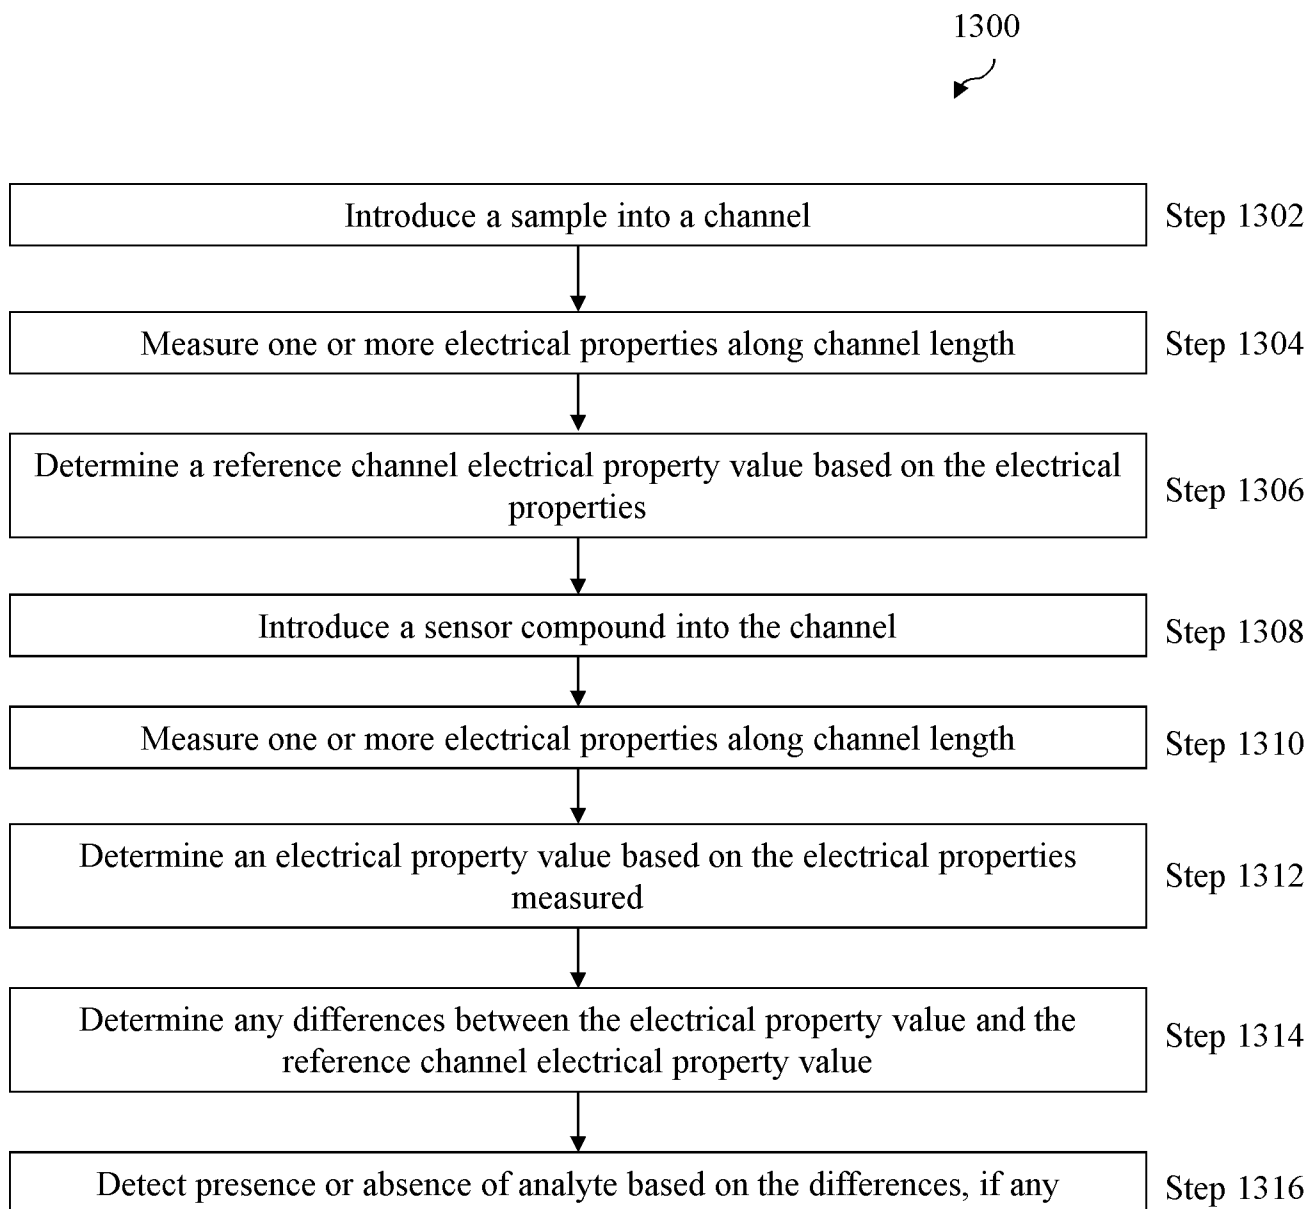 1300
Introduce a sample into a channel
Step 1302
Measure one or more electrical properties along channel length
Step 1304
Determine a reference channel electrical property value based on the electrical
properties
Step 1306
Introduce a sensor compound into the channel
Step 1308
Measure one or more electrical properties along channel length
Step 1310
Determine an electrical property value based on the electrical properties
measured
Step 1312
Determine any differences between the electrical property value and the
reference channel electrical property value
Step 1314
Detect presence or absence of analyte based on the differences, if any
Step 1316